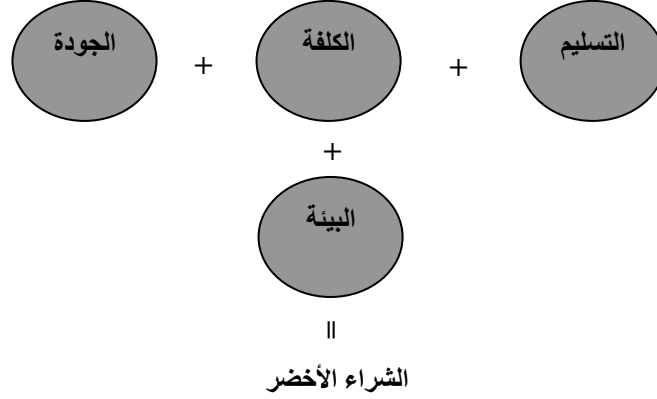 التسليم + الكلفة + الجودة
+
البيئة
=
الشراء الأخضر